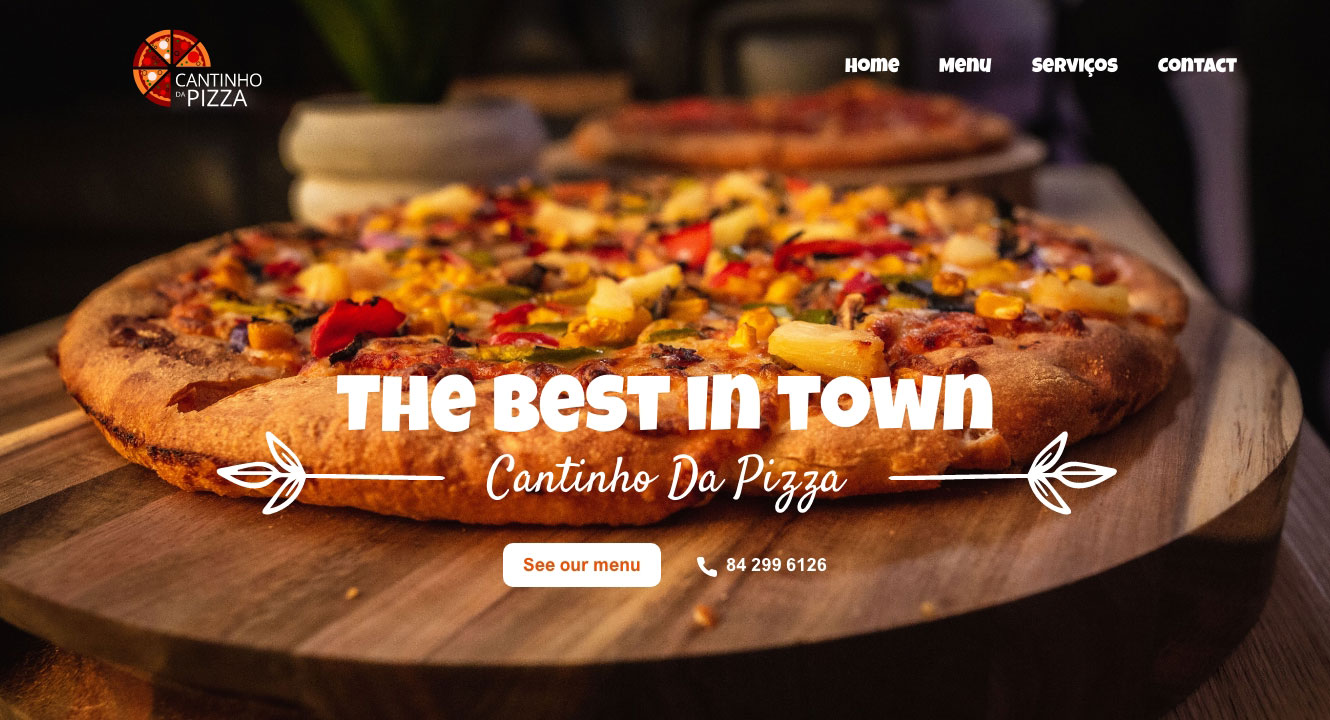 CANTINHO
DA PIZZA
Home
Menu
Serviços
Contact
The Best in Town
Cantinho Da Pizza
See our menu
84 299 6126